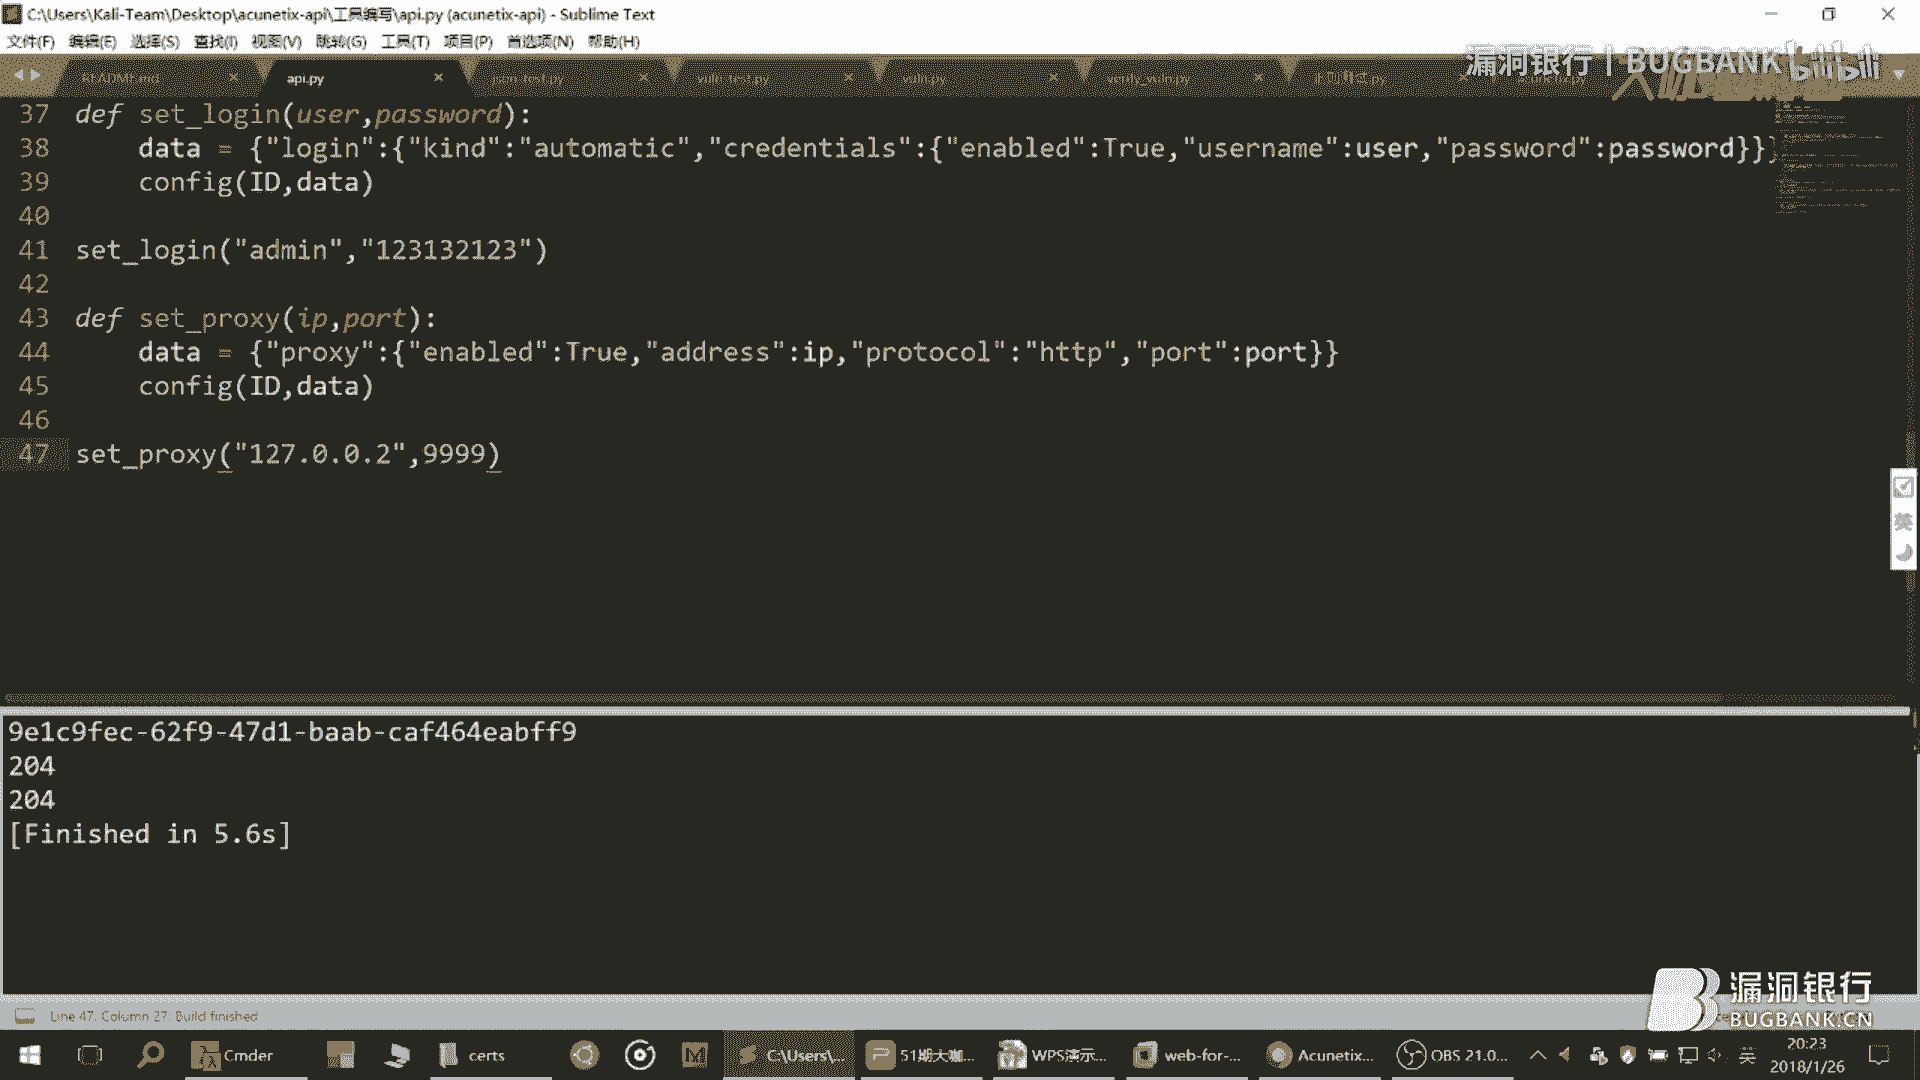 C:\Users\Kali-Team\Desktop\acunetix-api\工具编写\api.py (acunetix-api) - Sublime Text
文件(F) 编辑(E) 选择(S) 查找(I) 视图(V) 跳转(G) 工具(T) 项目(P) 首选项(N) 帮助(H)
漏洞银行 | BUGBANK bilibili
README.md api.py json_test.py vuln_test.py vuln.py verify_vuln.py
37 def set_login(user,password):
38 data = {"login":{"kind":"automatic","credentials":{"enabled":True,"username":user,"password":password}}}
39 config(ID,data)
40
41 set_login("admin","123132123")
42
43 def set_proxy(ip,port):
44 data = {"proxy":{"enabled":True,"address":ip,"protocol":"http","port":port}}
45 config(ID,data)
46
47 set_proxy("127.0.0.2",9999)
英
9e1c9fec-62f9-47d1-baab-caf464eabff9
204
204
[Finished in 5.6s]
漏洞银行
BUGBANK.CN
Line 47, Column 27; Build finished
Cmder certs C:\Users\... 51期大咖... WPS演示... web-for-... Acunetix... OBS 21.0... 英
20:23
2018/1/26